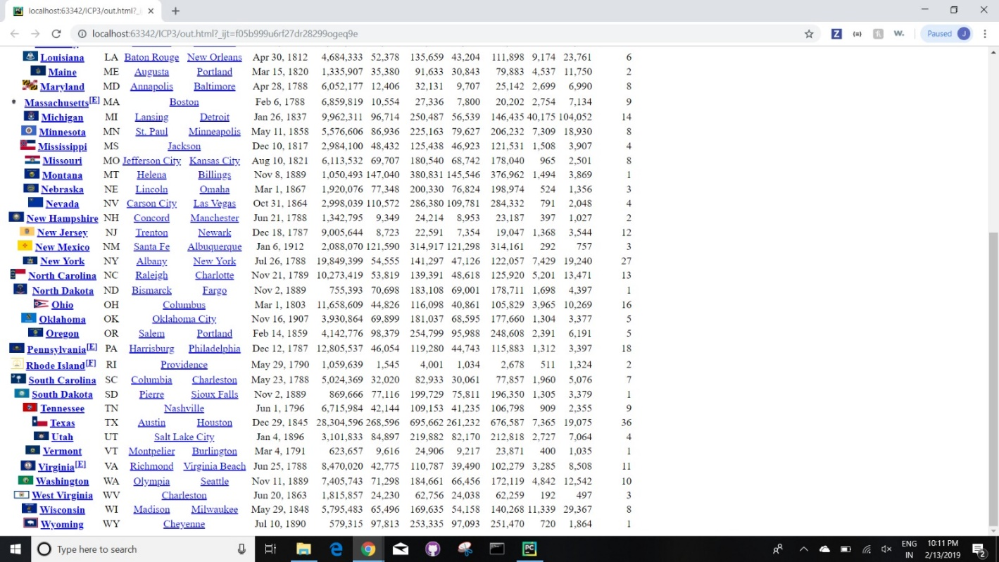 localhost:63342/ICP3/out.html?_i
localhost:63342/ICP3/out.html?_ijt=f05b999u6rf27dr28299ogeq9e Z W. Paused J
Louisiana LA Baton Rouge New Orleans Apr 30, 1812 4,684,333 52,378 135,659 43,204 111,898 9,174 23,761 6
Maine ME Augusta Portland Mar 15, 1820 1,335,907 35,380 91,633 30,843 79,883 4,537 11,750 2
Maryland MD Annapolis Baltimore Apr 28, 1788 6,052,177 12,406 32,131 9,707 25,142 2,699 6,990 8
Massachusetts[E] MA Boston Feb 6, 1788 6,859,819 10,554 27,336 7,800 20,202 2,754 7,134 9
Michigan MI Lansing Detroit Jan 26, 1837 9,962,311 96,714 250,487 56,539 146,435 40,175 104,052 14
Minnesota MN St. Paul Minneapolis May 11, 1858 5,576,606 86,936 225,163 79,627 206,232 7,309 18,930 8
Mississippi MS Jackson Dec 10, 1817 2,984,100 48,432 125,438 46,923 121,531 1,508 3,907 4
Missouri MO Jefferson City Kansas City Aug 10, 1821 6,113,532 69,707 180,540 68,742 178,040 965 2,501 8
Montana MT Helena Billings Nov 8, 1889 1,050,493 147,040 380,831 145,546 376,962 1,494 3,869 1
Nebraska NE Lincoln Omaha Mar 1, 1867 1,920,076 77,348 200,330 76,824 198,974 524 1,356 3
Nevada NV Carson City Las Vegas Oct 31, 1864 2,998,039 110,572 286,380 109,781 284,332 791 2,048 4
New Hampshire NH Concord Manchester Jun 21, 1788 1,342,795 9,349 24,214 8,953 23,187 397 1,027 2
New Jersey NJ Trenton Newark Dec 18, 1787 9,005,644 8,723 22,591 7,354 19,047 1,368 3,544 12
New Mexico NM Santa Fe Albuquerque Jan 6, 1912 2,088,070 121,590 314,917 121,298 314,161 292 757 3
New York NY Albany New York Jul 26, 1788 19,849,399 54,555 141,297 47,126 122,057 7,429 19,240 27
North Carolina NC Raleigh Charlotte Nov 21, 1789 10,273,419 53,819 139,391 48,618 125,920 5,201 13,471 13
North Dakota ND Bismarck Fargo Nov 2, 1889 755,393 70,698 183,108 69,001 178,711 1,698 4,397 1
Ohio OH Columbus Mar 1, 1803 11,658,609 44,826 116,098 40,861 105,829 3,965 10,269 16
Oklahoma OK Oklahoma City Nov 16, 1907 3,930,864 69,899 181,037 68,595 177,660 1,304 3,377 5
Oregon OR Salem Portland Feb 14, 1859 4,142,776 98,379 254,799 95,988 248,608 2,391 6,191 5
Pennsylvania[E] PA Harrisburg Philadelphia Dec 12, 1787 12,805,537 46,054 119,280 44,743 115,883 1,312 3,397 18
Rhode Island[F] RI Providence May 29, 1790 1,059,639 1,545 4,001 1,034 2,678 511 1,324 2
South Carolina SC Columbia Charleston May 23, 1788 5,024,369 32,020 82,933 30,061 77,857 1,960 5,076 7
South Dakota SD Pierre Sioux Falls Nov 2, 1889 869,666 77,116 199,729 75,811 196,350 1,305 3,379 1
Tennessee TN Nashville Jun 1, 1796 6,715,984 42,144 109,153 41,235 106,798 909 2,355 9
Texas TX Austin Houston Dec 29, 1845 28,304,596 268,596 695,662 261,232 676,587 7,365 19,075 36
Utah UT Salt Lake City Jan 4, 1896 3,101,833 84,897 219,882 82,170 212,818 2,727 7,064 4
Vermont VT Montpelier Burlington Mar 4, 1791 623,657 9,616 24,906 9,217 23,871 400 1,035 1
Virginia[E] VA Richmond Virginia Beach Jun 25, 1788 8,470,020 42,775 110,787 39,490 102,279 3,285 8,508 11
Washington WA Olympia Seattle Nov 11, 1889 7,405,743 71,298 184,661 66,456 172,119 4,842 12,542 10
West Virginia WV Charleston Jun 20, 1863 1,815,857 24,230 62,756 24,038 62,259 192 497 3
Wisconsin WI Madison Milwaukee May 29, 1848 5,795,483 65,496 169,635 54,158 140,268 11,339 29,367 8
Wyoming WY Cheyenne Jul 10, 1890 579,315 97,813 253,335 97,093 251,470 720 1,864 1
Type here to search PC ENG 10:11 PM
IN 2/13/2019 2